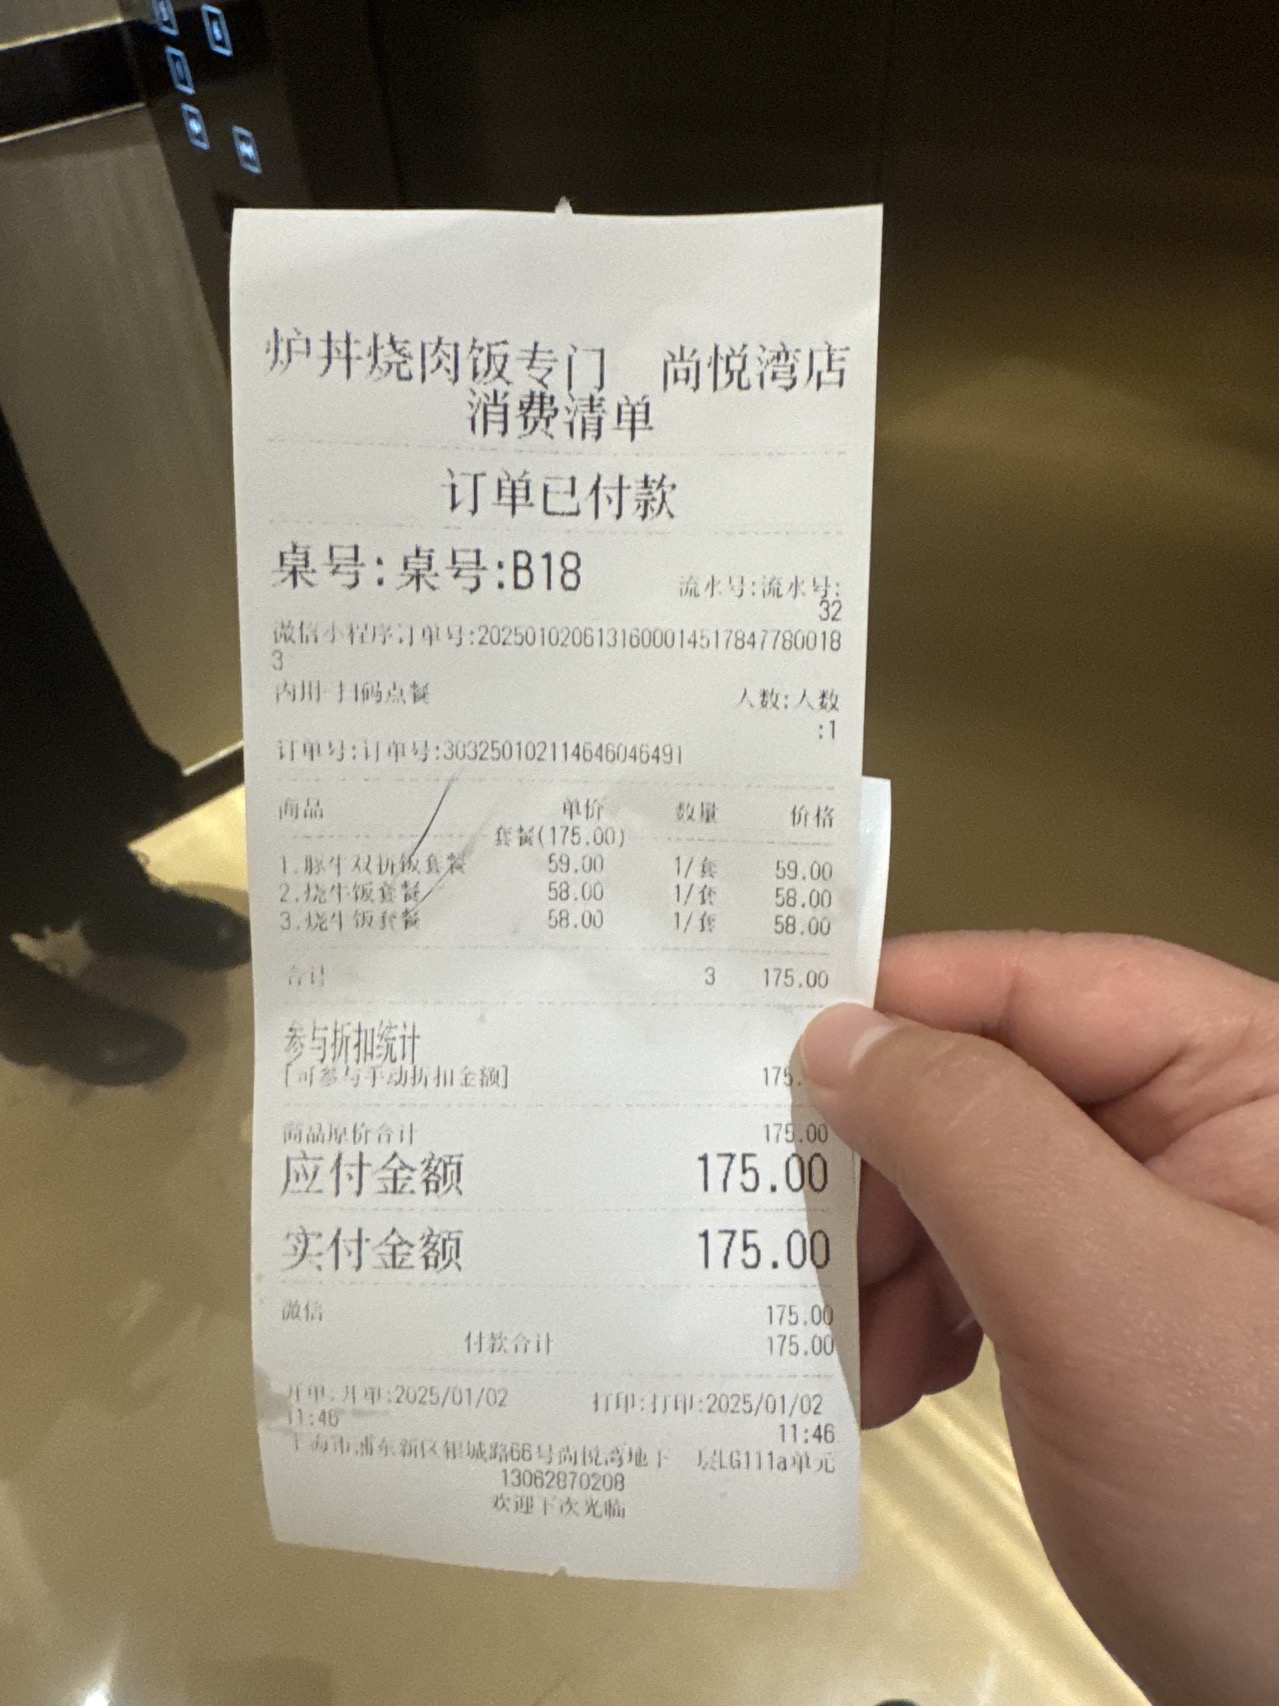 炉丼烧肉饭专门 尚悦湾店
消费清单
订单已付款
桌号:桌号:B18
流水号:流水号:
32
微信小程序订单号:2025010206131600014517847780018
3
内用-扫码点餐
人数:人数
:1
订单号:订单号:303250102114646046491
商品 单价 数量 价格
套餐(175.00)
1.豚牛双拼饭套餐 59.00 1/套 59.00
2.烧牛饭套餐 58.00 1/套 58.00
3.烧牛饭套餐 58.00 1/套 58.00
合计 3 175.00
参与折扣统计
[可参与手动折扣金额] 175.
商品原价合计 175.00
应付金额 175.00
实付金额 175.00
微信 175.00
付款合计 175.00
开单:开单:2025/01/02 打印:打印:2025/01/02
11:46 11:46
上海市浦东新区银城路66号尚悦湾地下 层LG111a单元
13062870208
欢迎下次光临